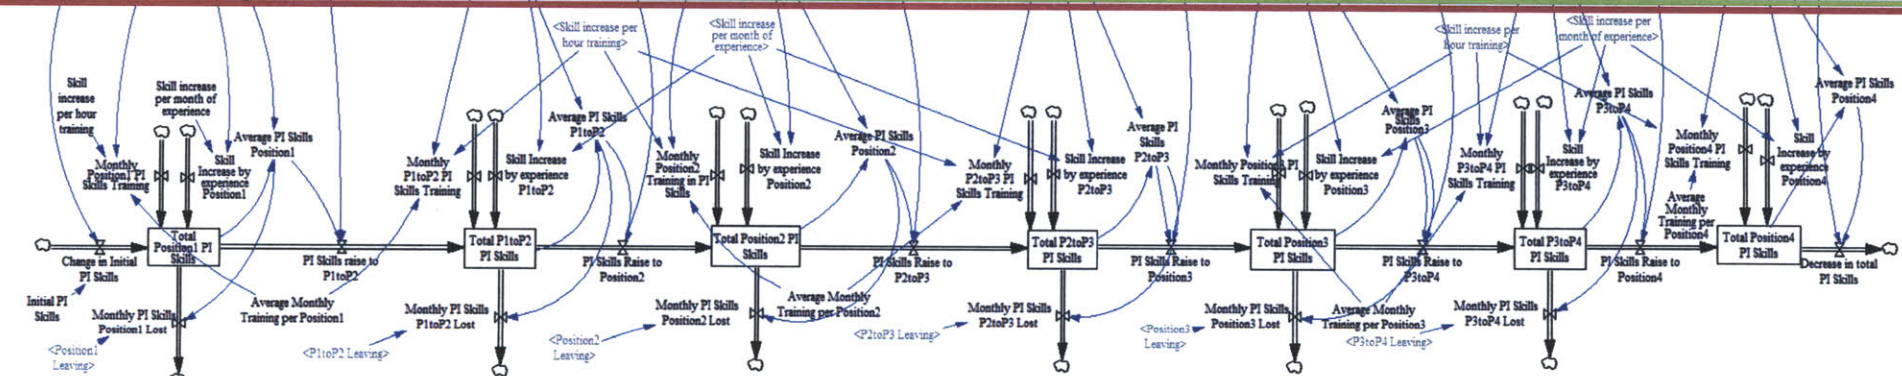 <Skill increase per
hour training>
<Skill increase
per month of
experience>
<Skill increase per
hour training>
<Skill increase per
month of experience>
Skill
increase
per hour
training
Skill increase
per month of
experience
Average PI Skills
Position1
Monthly
Position1 PI
Skills Training
Skill
Increase by
experience
Position1
Total
Position1 PI
Skills
Change in Initial
PI Skills
Initial PI
Skills
Monthly PI Skills
Position1 Lost
<Position1
Leaving>
PI Skills raise to
P1toP2
Average Monthly
Training per Position1
Monthly
P1toP2 PI
Skills Training
Skill Increase
by experience
P1toP2
Average PI Skills
P1toP2
Total P1toP2
PI Skills
Monthly PI Skills
P1toP2 Lost
<P1toP2 Leaving>
PI Skills Raise to
Position2
Monthly
Position2
Training in PI
Skills
Skill Increase
by experience
Position2
Average PI Skills
Position2
Total Position2 PI
Skills
Monthly PI Skills
Position2 Lost
<Position2
Leaving>
Average Monthly
Training per Position2
PI Skills Raise to
P2toP3
Monthly
P2toP3 PI
Skills Training
Skill Increase
by experience
P2toP3
Average PI
Skills
P2toP3
Total P2toP3
PI Skills
Monthly PI Skills
P2toP3 Lost
<P2toP3 Leaving>
PI Skills Raise to
Position3
Monthly Position3 PI
Skills Training
Skill Increase
by experience
Position3
Average PI
Skills
Position3
Total Position3
PI Skills
Monthly PI Skills
Position3 Lost
<Position3
Leaving>
Average Monthly
Training per Position3
PI Skills Raise to
P3toP4
Monthly
P3toP4 PI
Skills Training
Skill
Increase by
experience
P3toP4
Average PI Skills
P3toP4
Total P3toP4
PI Skills
Monthly PI Skills
P3toP4 Lost
<P3toP4 Leaving>
PI Skills Raise to
Position4
Monthly
Position4 PI
Skills Training
Average
Monthly
Training per
Position4
Skill
Increase by
experience
Position4
Average PI Skills
Position4
Total Position4
PI Skills
Decrease in total
PI Skills